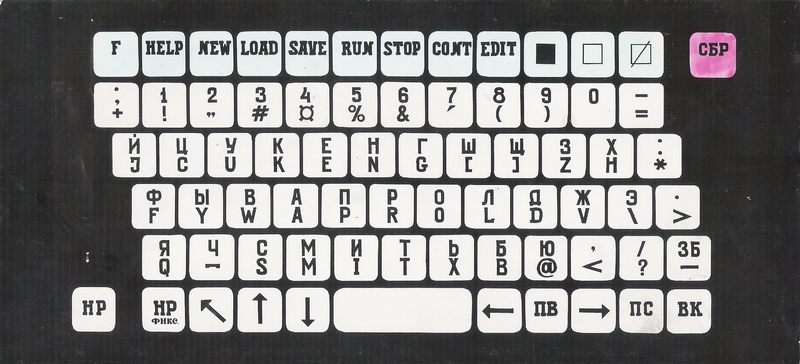 F HELP NEW LOAD SAVE RUN STOP CONT EDIT СБР
; 1 2 3 4 5 6 7 8 9 0 —
+ ! " # ¤ % & ´ ( ) =
Й Ц У К Е Н Г Ш Щ З Х :
J C U K E N G [ ] Z H *
Ф Ы В А П Р О Л Д Ж Э .
F Y W A P R O L D V \ >
Я Ч С М И Т Ь Б Ю , / ЗБ
Q — S M I T X B @ < ? —
НР НР ↖ ↑ ↓ ← ПВ → ПС ВК
ФИКС.